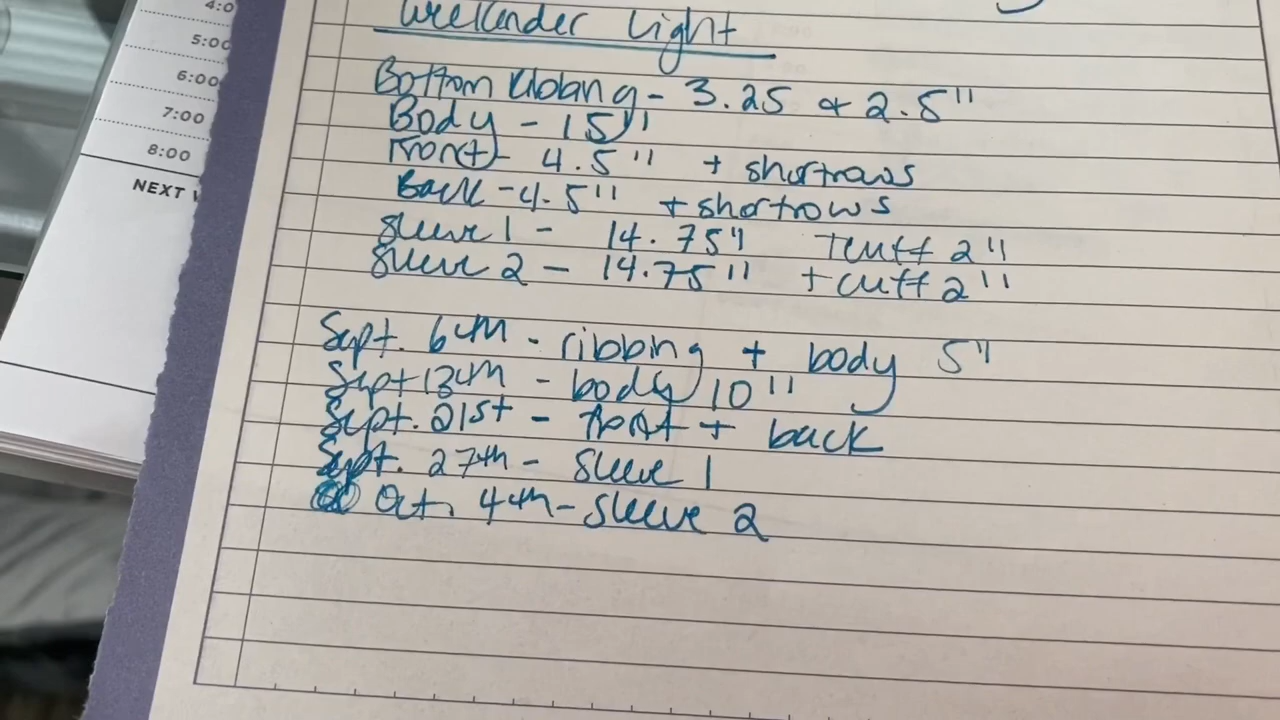 4:0
5:00
6:00
7:00
8:00
NEXT
Weekender Light
Bottom Ribbing - 3.25 & 2.5"
Body - 15"
Front - 4.5" + shortrows
Back - 4.5" + shortrows
Sleeve 1 - 14.75" + cuff 2"
Sleeve 2 - 14.75" + cuff 2"
Sept. 6th - ribbing + body 5"
Sept 13th - body 10"
Sept. 21st - front + back
Sept. 27th - Sleeve 1
Oct. 4th - Sleeve 2